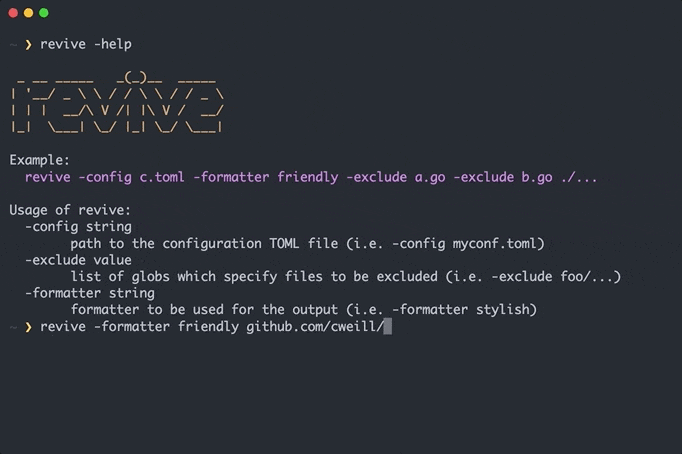 ~ ❯ revive -help
 _ __ _____   _(_)__  _____
| '__/ _ \ \ / / \ \ / / _ \
| | |  __/\ V /| |\ V /  __/
|_|  \___| \_/ |_| \_/ \___|
Example:
  revive -config c.toml -formatter friendly -exclude a.go -exclude b.go ./...
Usage of revive:
  -config string
        path to the configuration TOML file (i.e. -config myconf.toml)
  -exclude value
        list of globs which specify files to be excluded (i.e. -exclude foo/...)
  -formatter string
        formatter to be used for the output (i.e. -formatter stylish)
~ ❯ revive -formatter friendly github.com/cweill/